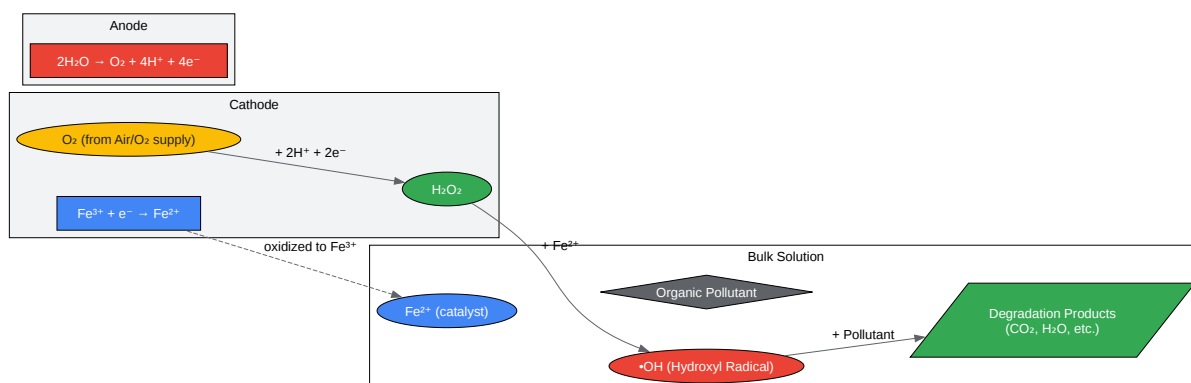 Anode
2H₂O → O₂ + 4H⁺ + 4e⁻
Cathode
O₂ (from Air/O₂ supply)
+ 2H⁺ + 2e⁻
H₂O₂
Fe³⁺ + e⁻ → Fe²⁺
oxidized to Fe³⁺
+ Fe²⁺
Bulk Solution
Organic Pollutant
Fe²⁺ (catalyst)
Degradation Products
(CO₂, H₂O, etc.)
+ Pollutant
•OH (Hydroxyl Radical)